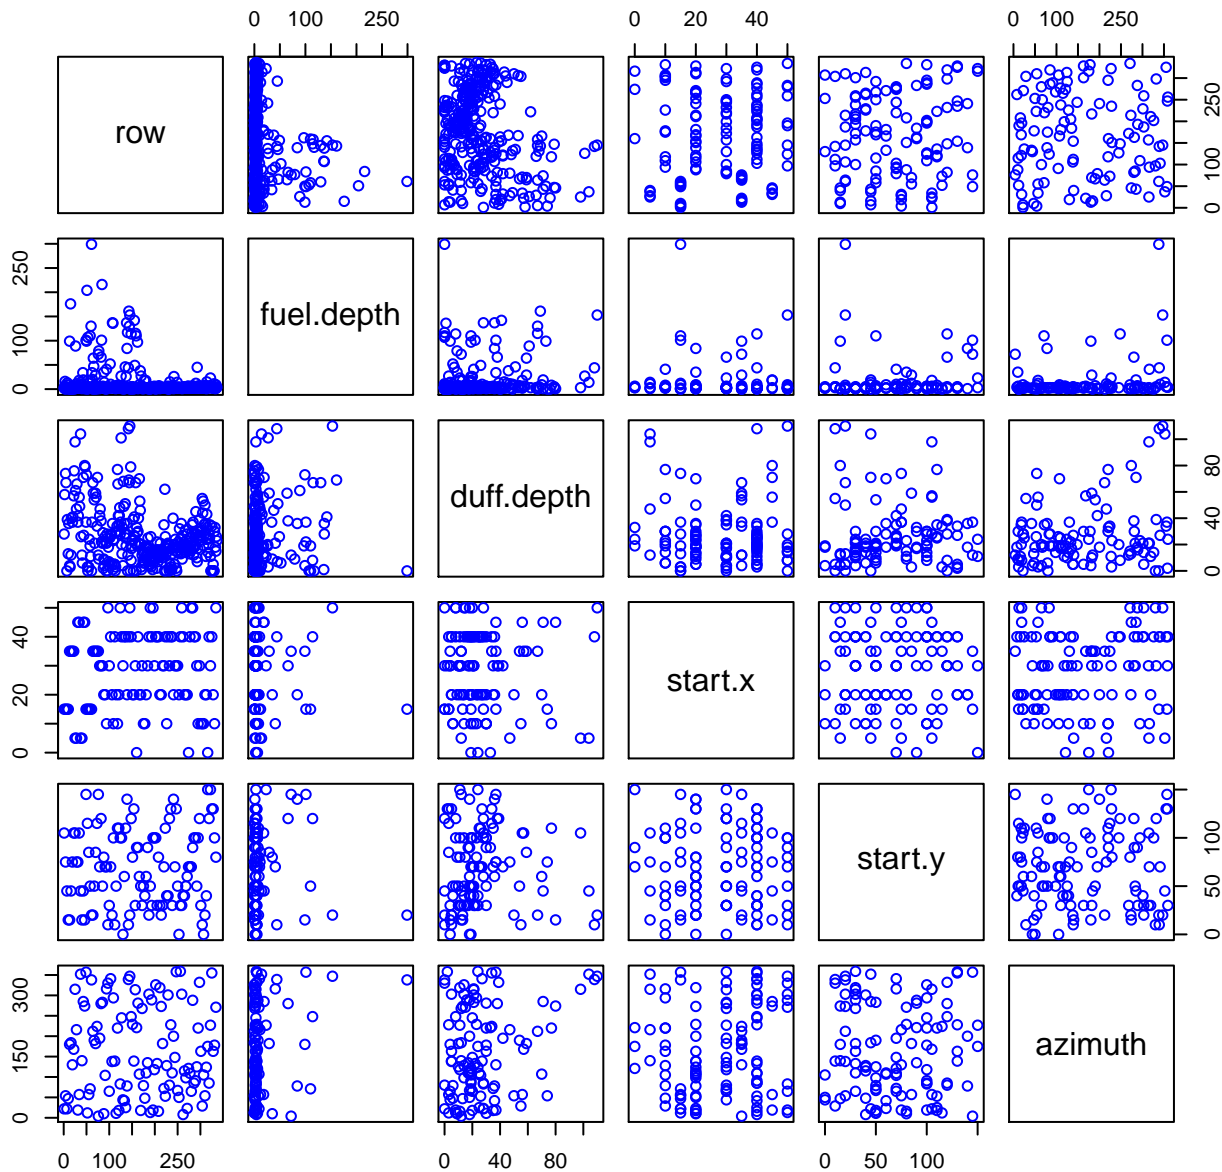 0 100 250 0 20 40 0 100 250
row 0 100 250
0 100 250 fuel.depth
duff.depth 0 40 80
0 20 40 start.x
start.y 0 50 100
0 150 300 azimuth
0 100 250 0 40 80 0 50 100